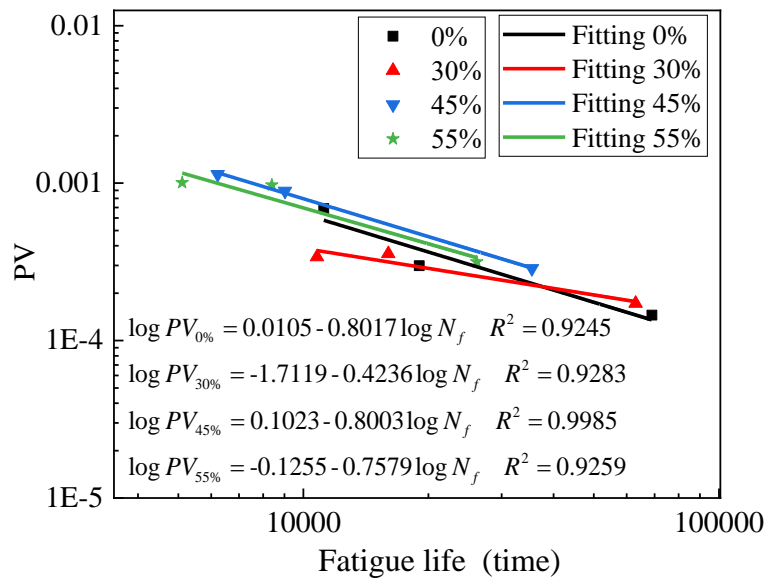 0.01
0% Fitting 0%
30% Fitting 30%
45% Fitting 45%
55% Fitting 55%
0.001
PV
log PV0% = 0.0105 - 0.8017 log Nf R² = 0.9245
1E-4
log PV30% = -1.7119 - 0.4236 log Nf R² = 0.9283
log PV45% = 0.1023 - 0.8003 log Nf R² = 0.9985
log PV55% = -0.1255 - 0.7579 log Nf R² = 0.9259
1E-5
10000 100000
Fatigue life (time)